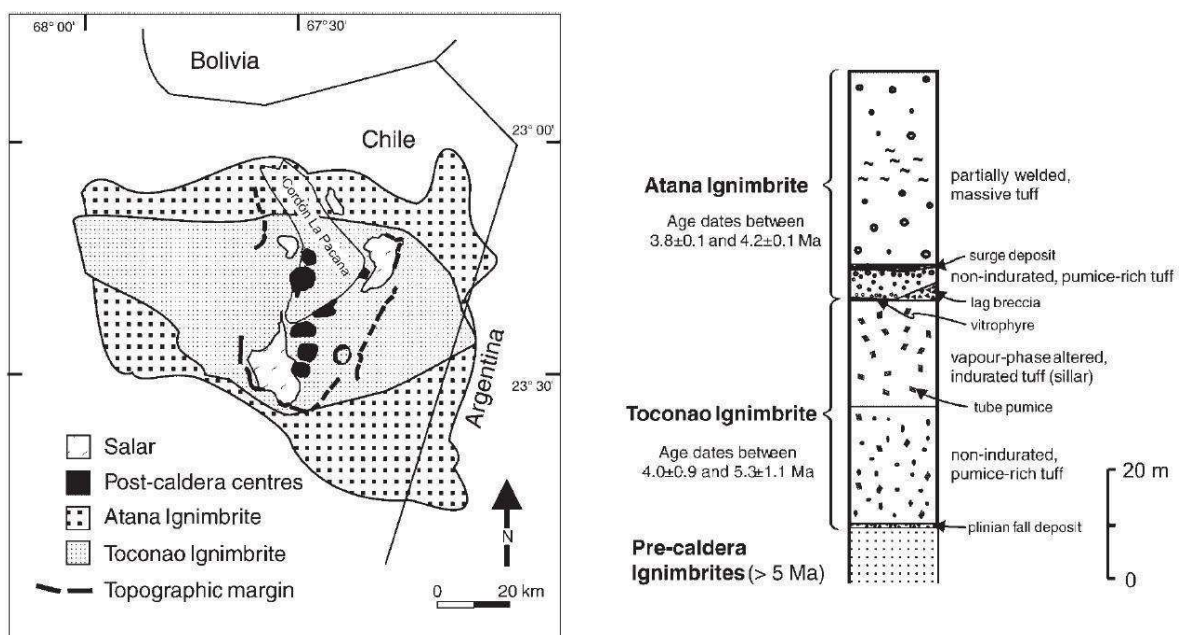 68° 00'
67°30'
Bolivia
Chile
23° 00'
Cordón La Pacana
Argentina
23° 30'
Salar
Post-caldera centres
Atana Ignimbrite
Toconao Ignimbrite
Topographic margin
N
0 20 km
Atana Ignimbrite
Age dates between
3.8±0.1 and 4.2±0.1 Ma
partially welded,
massive tuff
surge deposit
non-indurated, pumice-rich tuff
lag breccia
vitrophyre
vapour-phase altered,
indurated tuff (sillar)
tube pumice
Toconao Ignimbrite
Age dates between
4.0±0.9 and 5.3±1.1 Ma
non-indurated,
pumice-rich tuff
plinian fall deposit
Pre-caldera
Ignimbrites (> 5 Ma)
20 m
0